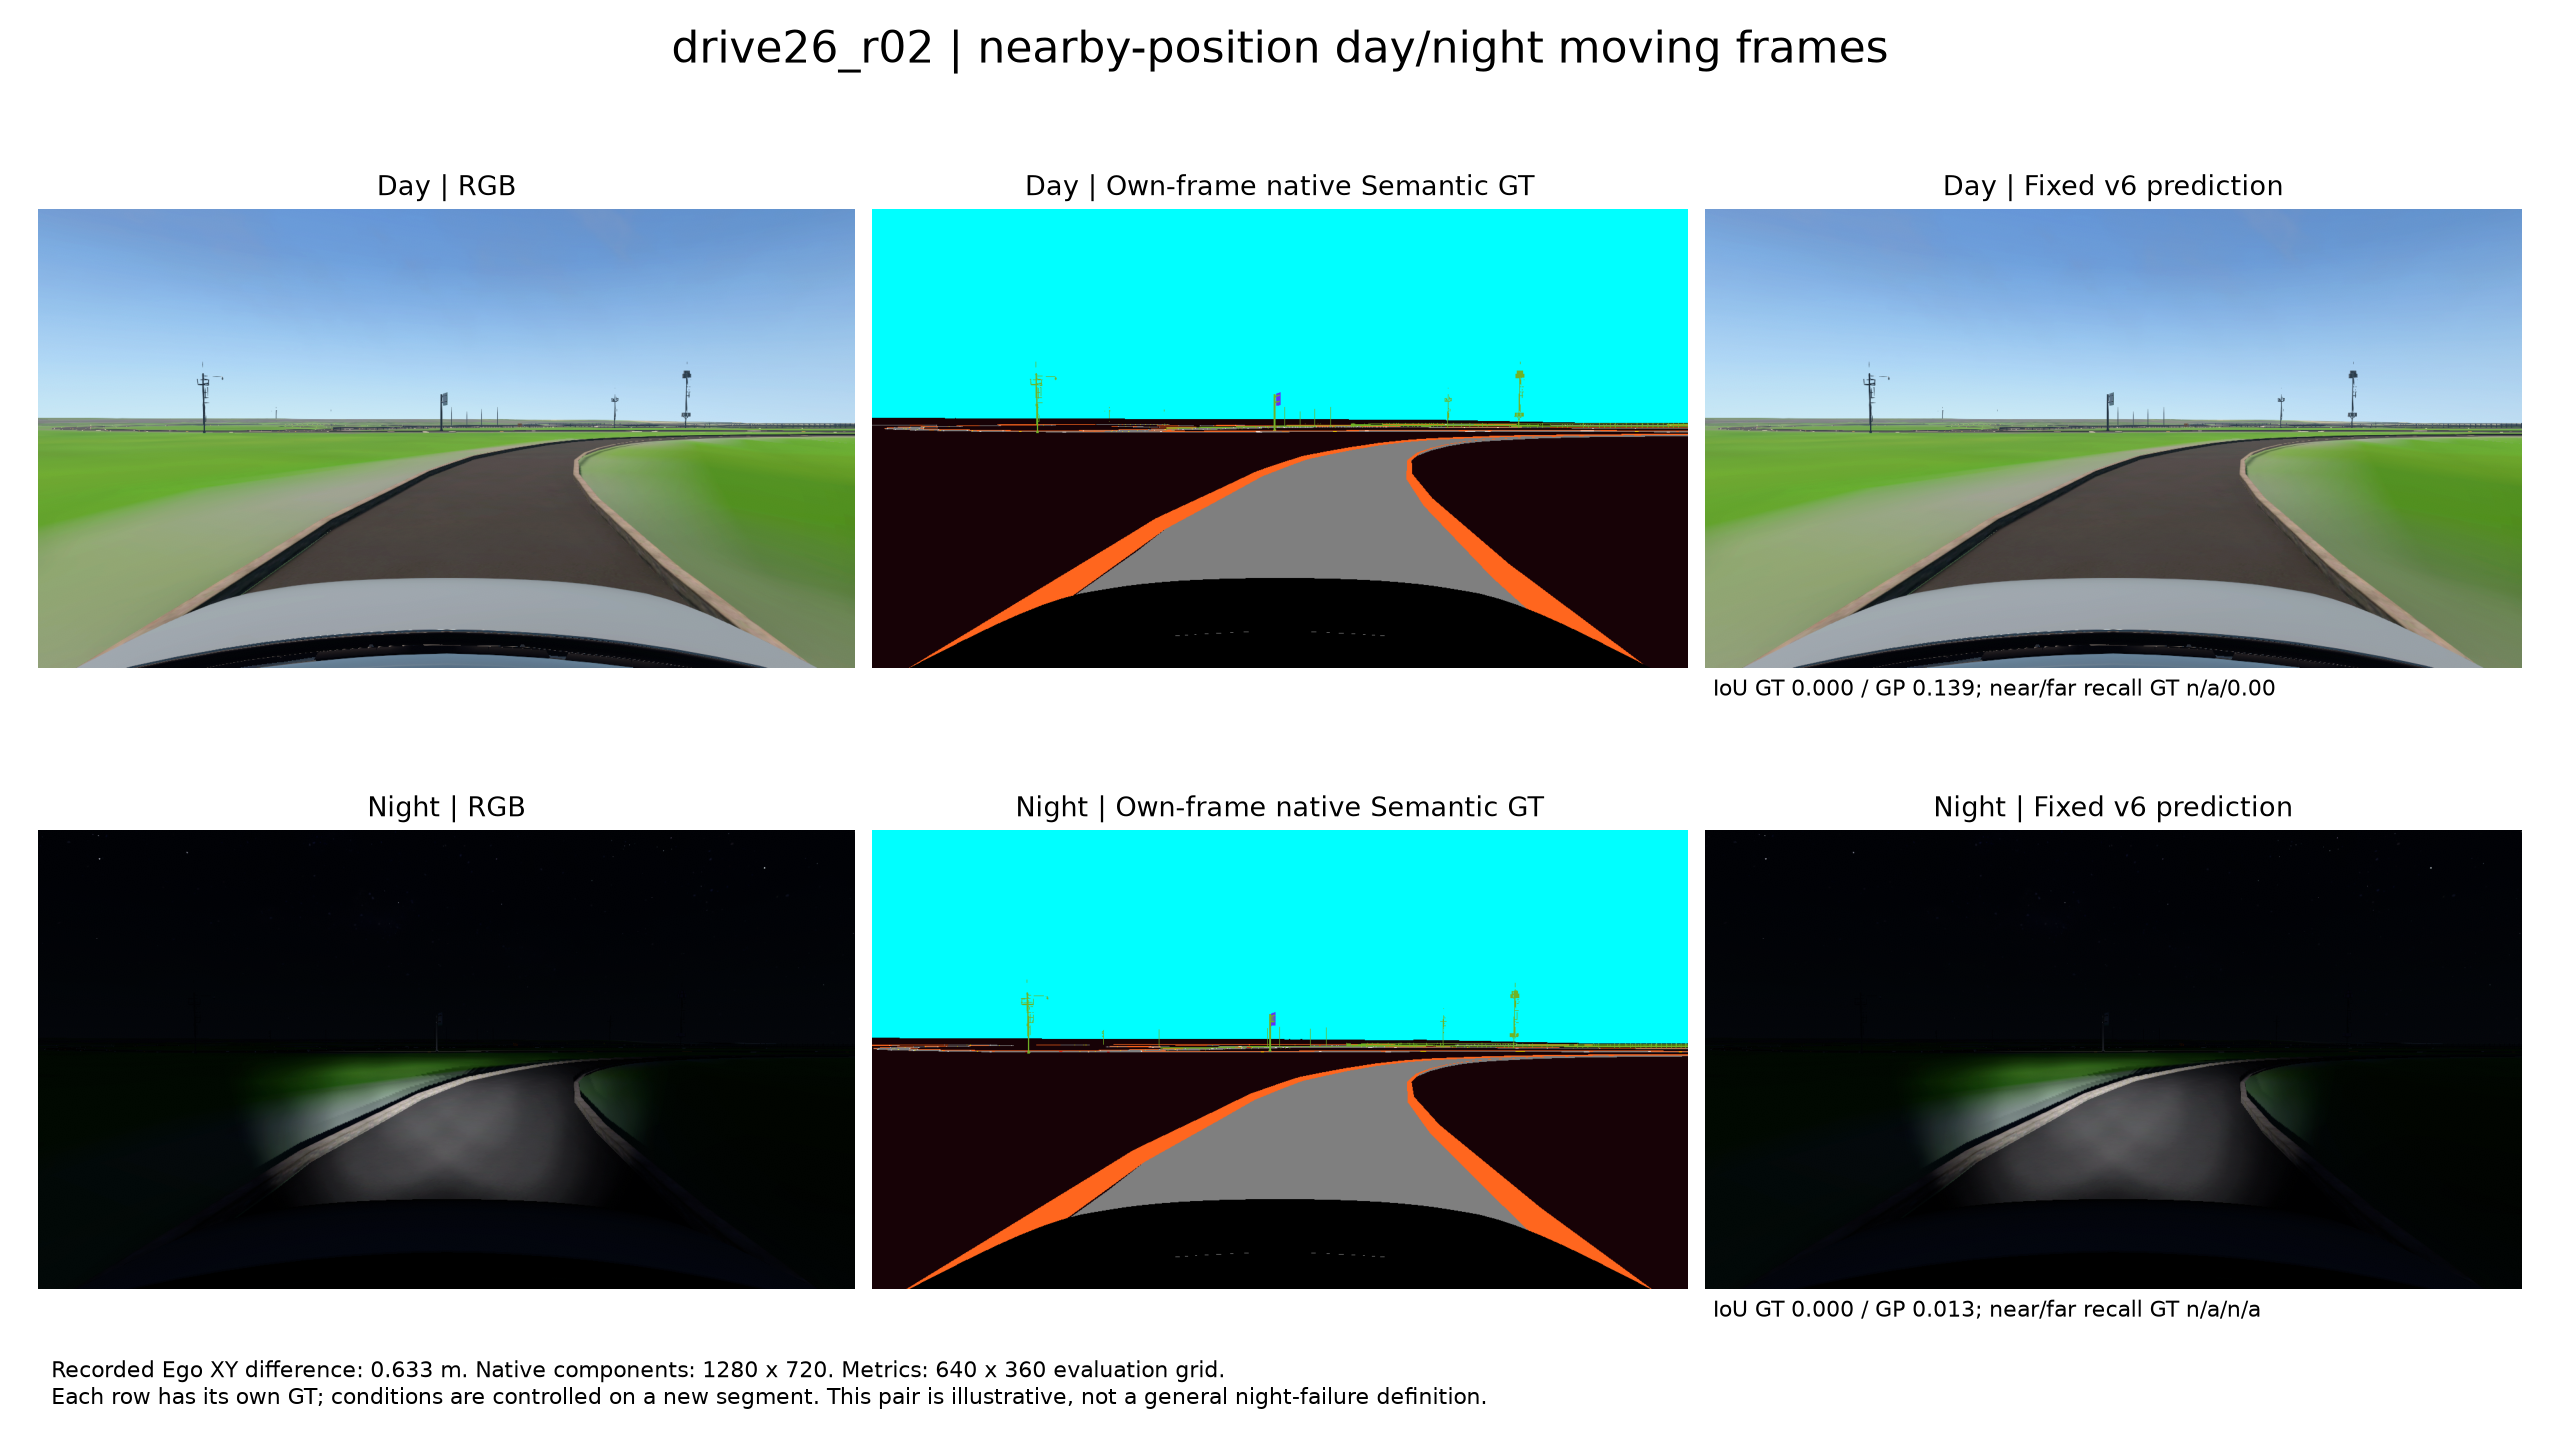 drive26_r02 | nearby-position day/night moving frames
Day | RGB
Day | Own-frame native Semantic GT
Day | Fixed v6 prediction
IoU GT 0.000 / GP 0.139; near/far recall GT n/a/0.00
Night | RGB
Night | Own-frame native Semantic GT
Night | Fixed v6 prediction
IoU GT 0.000 / GP 0.013; near/far recall GT n/a/n/a
Recorded Ego XY difference: 0.633 m. Native components: 1280 x 720. Metrics: 640 x 360 evaluation grid.
Each row has its own GT; conditions are controlled on a new segment. This pair is illustrative, not a general night-failure definition.